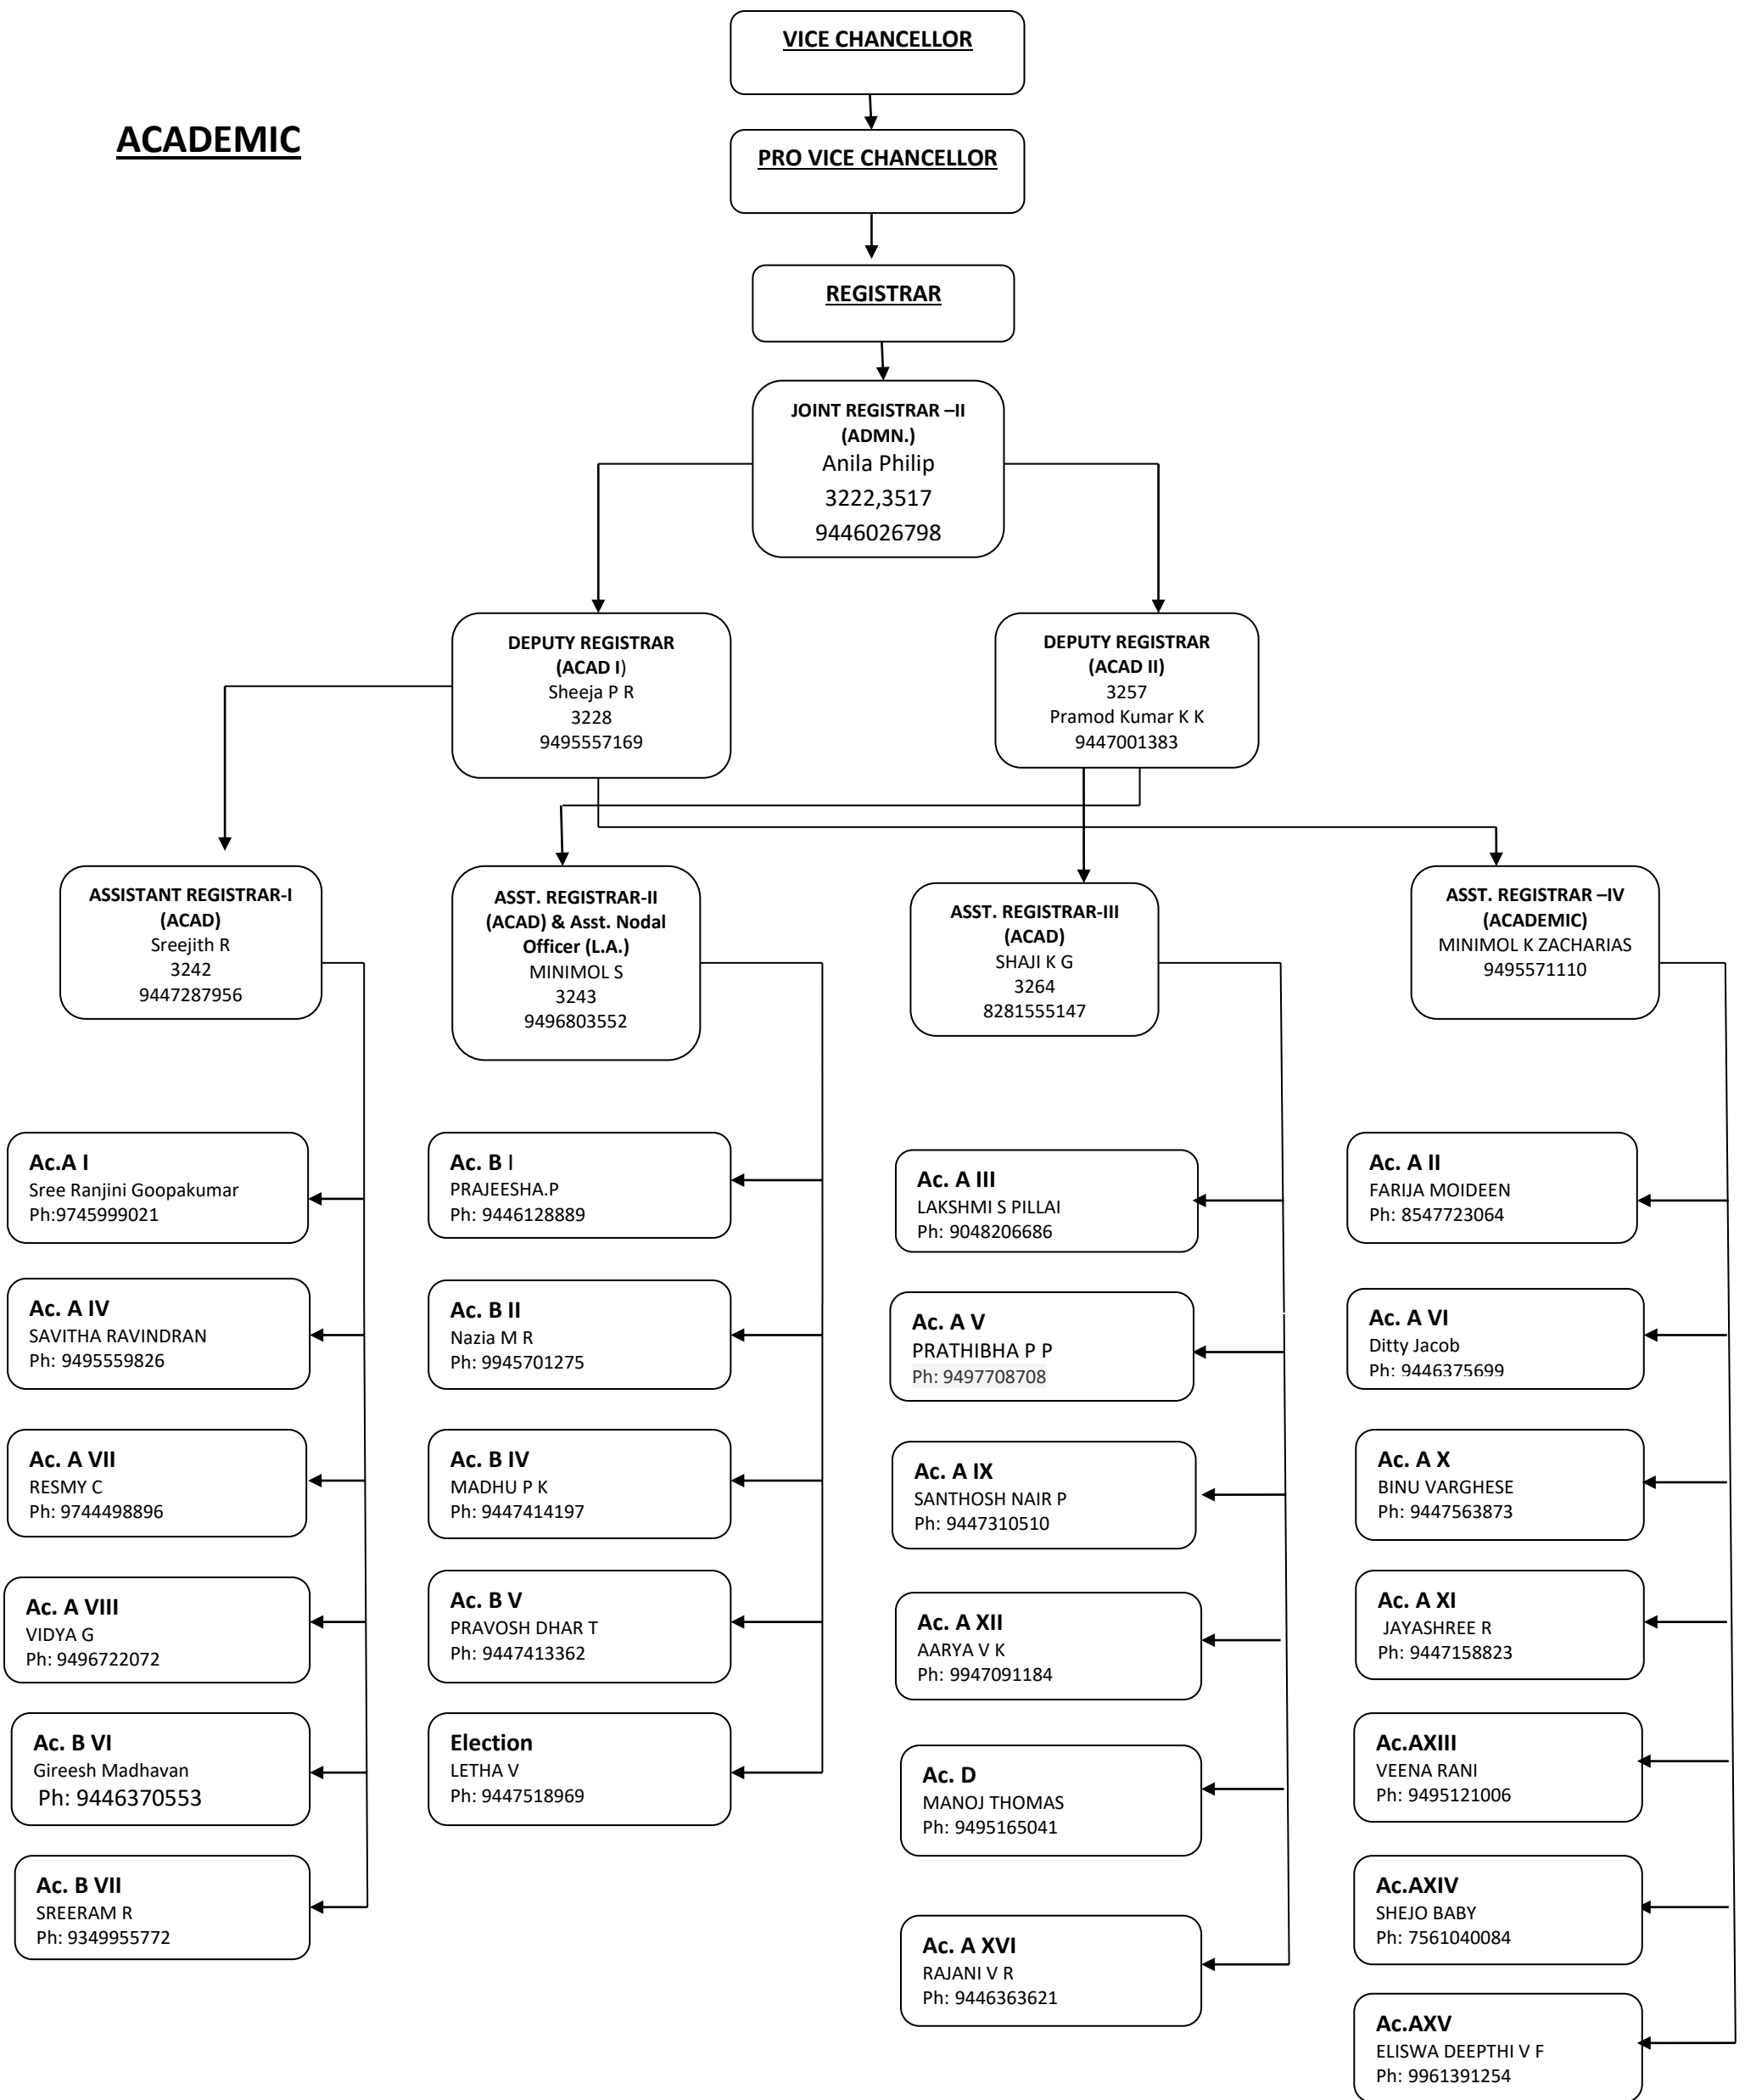 VICE CHANCELLOR
ACADEMIC
PRO VICE CHANCELLOR
REGISTRAR
JOINT REGISTRAR –II
(ADMN.)
Anila Philip
3222,3517
9446026798
DEPUTY REGISTRAR
(ACAD I)
Sheeja P R
3228
9495557169
DEPUTY REGISTRAR
(ACAD II)
3257
Pramod Kumar K K
9447001383
ASSISTANT REGISTRAR-I
(ACAD)
Sreejith R
3242
9447287956
ASST. REGISTRAR-II
(ACAD) & Asst. Nodal
Officer (L.A.)
MINIMOL S
3243
9496803552
ASST. REGISTRAR-III
(ACAD)
SHAJI K G
3264
8281555147
ASST. REGISTRAR –IV
(ACADEMIC)
MINIMOL K ZACHARIAS
9495571110
Ac.A I
Sree Ranjini Goopakumar
Ph:9745999021
Ac. A IV
SAVITHA RAVINDRAN
Ph: 9495559826
Ac. A VII
RESMY C
Ph: 9744498896
Ac. A VIII
VIDYA G
Ph: 9496722072
Ac. B VI
Gireesh Madhavan
Ph: 9446370553
Ac. B VII
SREERAM R
Ph: 9349955772
Ac. B I
PRAJEESHA.P
Ph: 9446128889
Ac. B II
Nazia M R
Ph: 9945701275
Ac. B IV
MADHU P K
Ph: 9447414197
Ac. B V
PRAVOSH DHAR T
Ph: 9447413362
Election
LETHA V
Ph: 9447518969
Ac. A III
LAKSHMI S PILLAI
Ph: 9048206686
Ac. A V
PRATHIBHA P P
Ph: 9497708708
Ac. A IX
SANTHOSH NAIR P
Ph: 9447310510
Ac. A XII
AARYA V K
Ph: 9947091184
Ac. D
MANOJ THOMAS
Ph: 9495165041
Ac. A XVI
RAJANI V R
Ph: 9446363621
Ac. A II
FARIJA MOIDEEN
Ph: 8547723064
Ac. A VI
Ditty Jacob
Ph: 9446375699
Ac. A X
BINU VARGHESE
Ph: 9447563873
Ac. A XI
JAYASHREE R
Ph: 9447158823
Ac.AXIII
VEENA RANI
Ph: 9495121006
Ac.AXIV
SHEJO BABY
Ph: 7561040084
Ac.AXV
ELISWA DEEPTHI V F
Ph: 9961391254